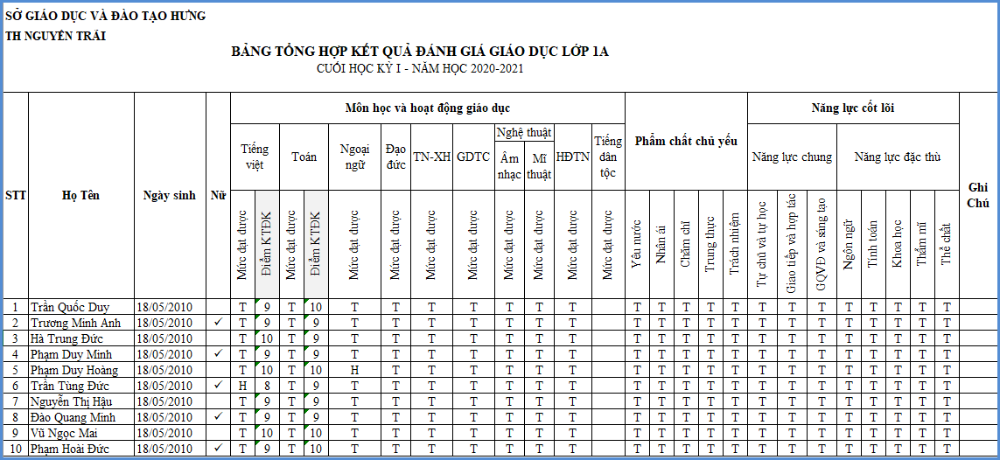 SỞ GIÁO DỤC VÀ ĐÀO TẠO HƯNG
TH NGUYỄN TRÃI
BẢNG TỔNG HỢP KẾT QUẢ ĐÁNH GIÁ GIÁO DỤC LỚP 1A
CUỐI HỌC KỲ I - NĂM HỌC 2020-2021
STT Họ Tên Ngày sinh Nữ Môn học và hoạt động giáo dục Phẩm chất chủ yếu Năng lực cốt lõi Ghi Chú
Tiếng việt Toán Ngoại ngữ Đạo đức TN-XH GDTC Nghệ thuật HĐTN Tiếng dân tộc Năng lực chung Năng lực đặc thù
Âm nhạc Mĩ thuật
Mức đạt được Điểm KTĐK Mức đạt được Điểm KTĐK Mức đạt được Mức đạt được Mức đạt được Mức đạt được Mức đạt được Mức đạt được Mức đạt được Mức đạt được Yêu nước Nhân ái Chăm chỉ Trung thực Trách nhiệm Tự chủ và tự học Giao tiếp và hợp tác GQVĐ và sáng tạo Ngôn ngữ Tính toán Khoa học Thẩm mĩ Thể chất
1 Trần Quốc Duy 18/05/2010 T 9 T 10 T T T T T T T T T T T T T T T T T T T T
2 Trương Minh Anh 18/05/2010 ✓ T 9 T 9 T T T T T T T T T T T T T T T T T T T T
3 Hà Trung Đức 18/05/2010 T 10 T 9 T T T T T T T T T T T T T T T T T T T T
4 Phạm Duy Minh 18/05/2010 ✓ T 9 T 9 T T T T T T T T T T T T T T T T T T T T
5 Phạm Duy Hoàng 18/05/2010 T 10 T 10 H T T T T T T T T T T T T T T T T T T T
6 Trần Tùng Đức 18/05/2010 ✓ H 8 T 9 T T T T T T T T T T T T T T T T T T T T
7 Nguyễn Thị Hậu 18/05/2010 T 9 T 9 T T T T T T T T T T T T T T T T T T T T
8 Đào Quang Minh 18/05/2010 ✓ T 9 T 9 T T T T T T T T T T T T T T T T T T T T
9 Vũ Ngọc Mai 18/05/2010 T 10 T 10 T T T T T T T T T T T T T T T T T T T T
10 Phạm Hoài Đức 18/05/2010 ✓ T 9 T 10 T T T T T T T T T T T T T T T T T T T T